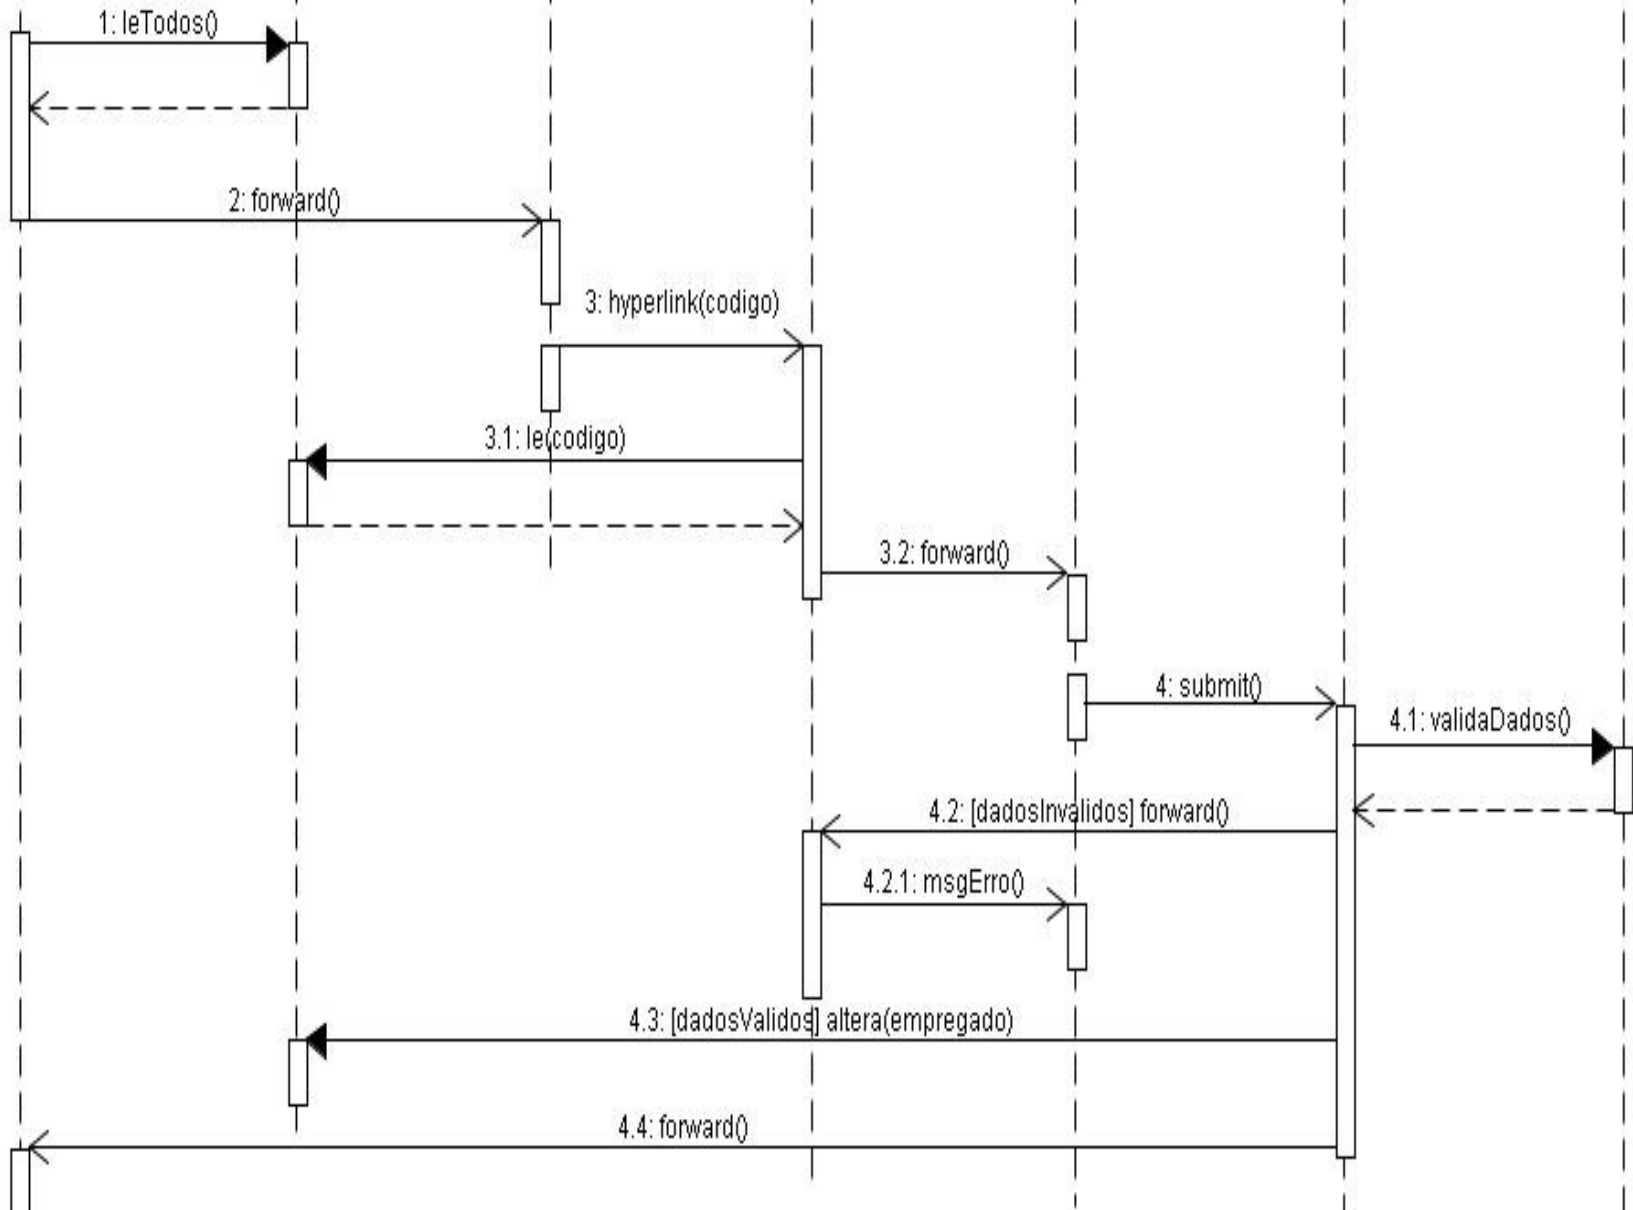 1: leTodos()
2: forward()
3: hyperlink(codigo)
3.1: le(codigo)
3.2: forward()
4: submit()
4.1: validaDados()
4.2: [dadosInvalidos] forward()
4.2.1: msgErro()
4.3: [dadosValidos] altera(empregado)
4.4: forward()